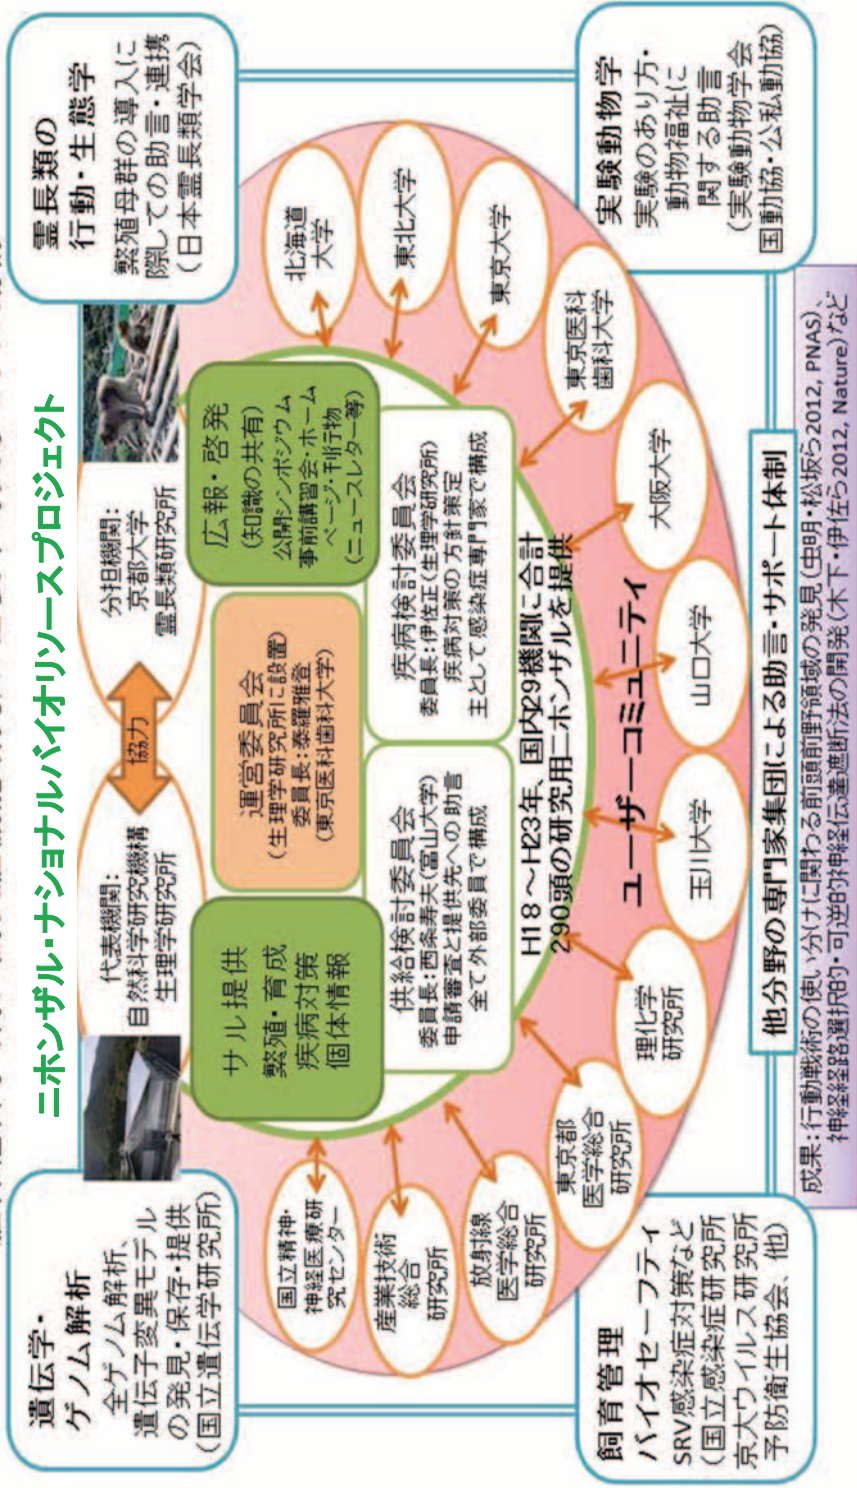 ニホンザル・ナショナルバイオリソースプロジェクト
遺伝学・
ゲノム解析
全ゲノム解析、
遺伝子変異モデル
の発見・保存・提供
（国立遺伝学研究所）
代表機関：
自然科学研究機構
生理学研究所
協力
分担機関：
京都大学
霊長類研究所
霊長類の
行動・生態学
繁殖母群の導入に
際しての助言・連携
（日本霊長類学会）
サル提供
繁殖・育成
疾病対策
個体情報
運営委員会
（生理学研究所に設置）
委員長：泰羅雅登
（東京医科歯科大学）
広報・啓発
（知識の共有）
公開シンポジウム
事前講習会・ホーム
ページ・刊行物
（ニュースレター等）
供給検討委員会
委員長：西条寿夫（富山大学）
申請審査と提供先への助言
全て外部委員で構成
疾病検討委員会
委員長：伊佐正（生理学研究所）
疾病対策の方針策定
主として感染症専門家で構成
H18～H23年、国内29機関に合計
290頭の研究用ニホンザルを提供
ユーザーコミュニティ
国立精神・
神経医療研
究センター
産業技術
総合
研究所
放射線
医学総合
研究所
東京都
医学総合
研究所
理化学
研究所
玉川大学
山口大学
大阪大学
東京医科
歯科大学
東京大学
東北大学
北海道
大学
飼育管理
バイオセーフティ
SRV感染症対策など
（国立感染症研究所
京大ウイルス研究所
予防衛生協会、他）
他分野の専門家集団による助言・サポート体制
実験動物学
実験のあり方・
動物福祉に
関する助言
（実験動物学会
国動協・公私動協）
成果：行動戦術の使い分けに関わる前頭前野領域の発見（虫明・松坂ら2012, PNAS）、
神経経路選択的・可逆的神経伝達遮断法の開発（木下・伊佐ら2012, Nature）など